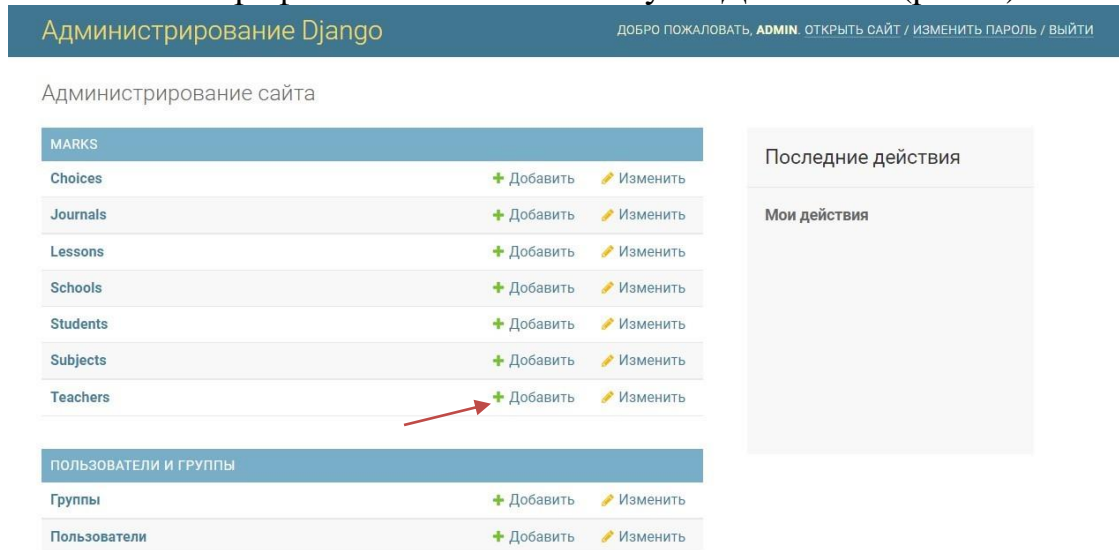 Администрирование Django
ДОБРО ПОЖАЛОВАТЬ, ADMIN. ОТКРЫТЬ САЙТ / ИЗМЕНИТЬ ПАРОЛЬ / ВЫЙТИ
Администрирование сайта
MARKS
Choices + Добавить Изменить
Journals + Добавить Изменить
Lessons + Добавить Изменить
Schools + Добавить Изменить
Students + Добавить Изменить
Subjects + Добавить Изменить
Teachers + Добавить Изменить
ПОЛЬЗОВАТЕЛИ И ГРУППЫ
Группы + Добавить Изменить
Пользователи + Добавить Изменить
Последние действия
Мои действия